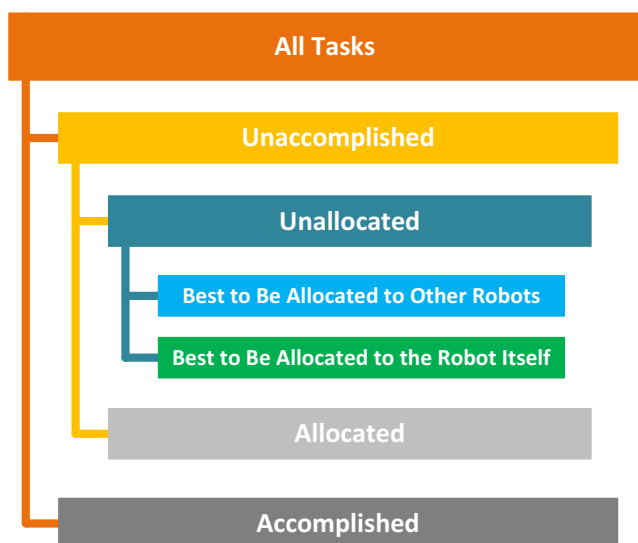 All Tasks
Unaccomplished
Unallocated
Best to Be Allocated to Other Robots
Best to Be Allocated to the Robot Itself
Allocated
Accomplished